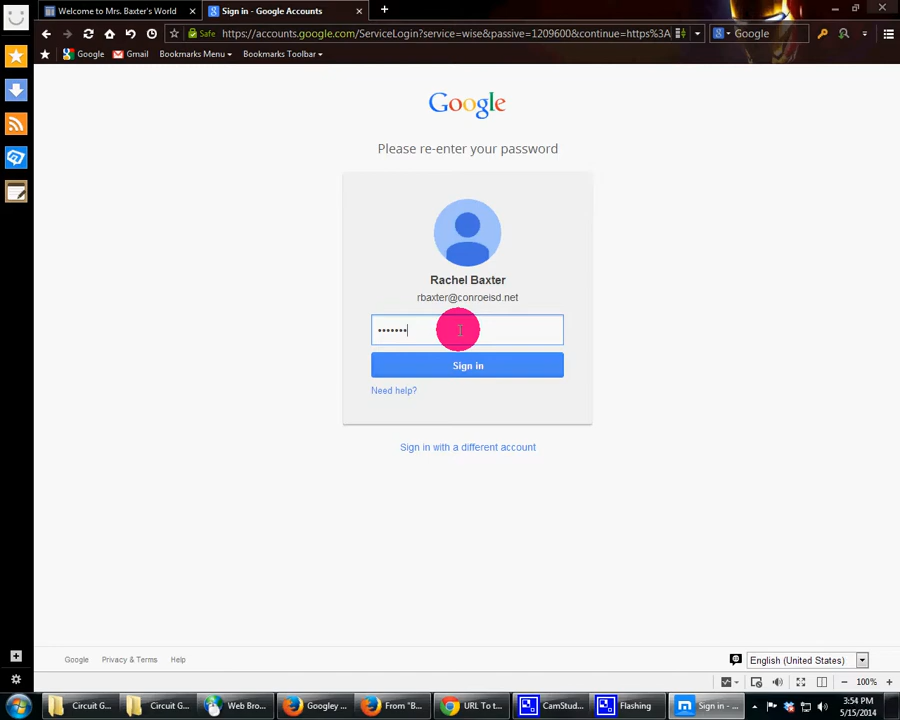 Welcome to Mrs. Baxter's World
Sign in - Google Accounts
Safe https://accounts.google.com/ServiceLogin?service=wise&passive=1209600&continue=https%3A
Google
Google Gmail Bookmarks Menu Bookmarks Toolbar
Google
Please re-enter your password
Rachel Baxter
rbaxter@conroeisd.net
•••••••
Sign in
Need help?
Sign in with a different account
Google Privacy & Terms Help
English (United States)
100%
Circuit G...
Circuit G...
Web Bro...
Googley ...
From "B...
URL To t...
CamStud...
Flashing
Sign in - ...
3:54 PM
5/15/2014